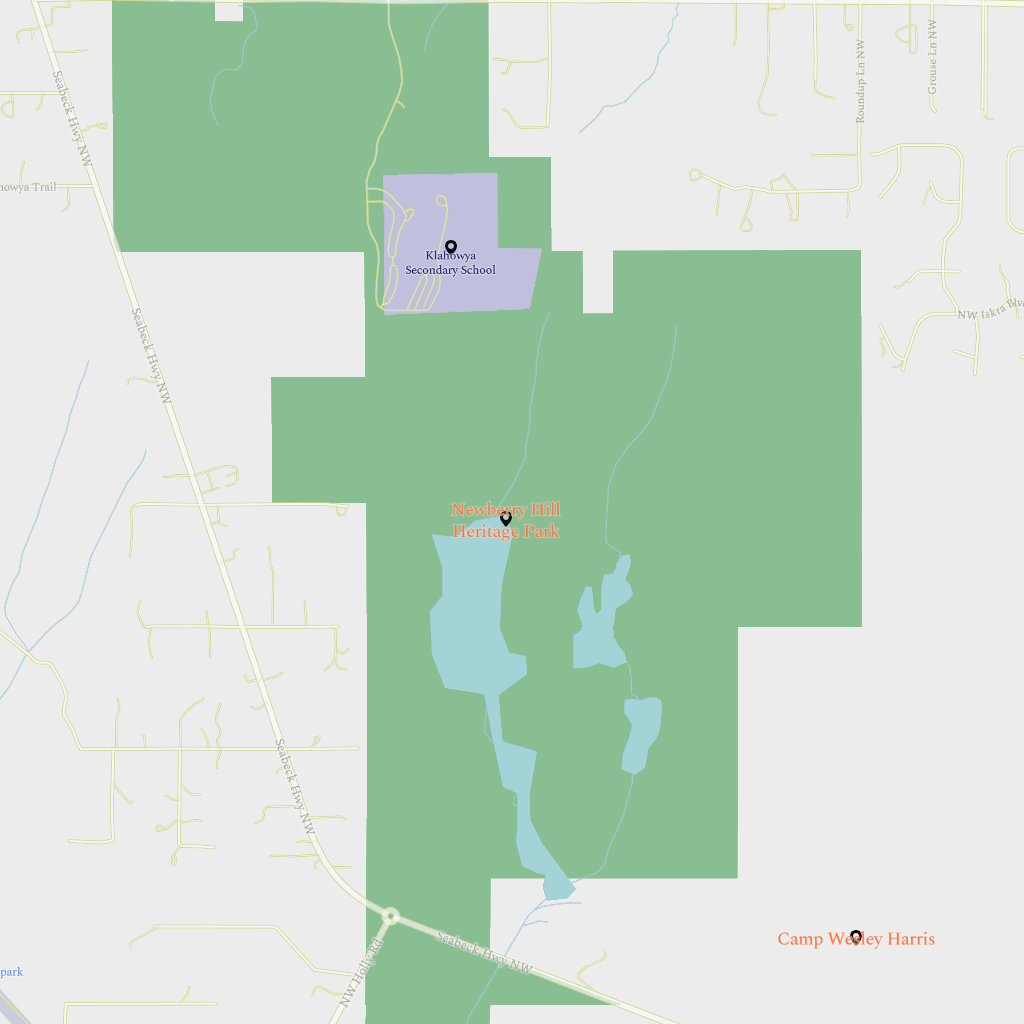 Seabeck Hwy NW
Roundup Ln NW
Grouse Ln NW
howya Trail
Klahowya
Secondary School
NW Iskra Blvd
Seabeck Hwy NW
Newberry Hill
Heritage Park
Seabeck Hwy NW
Seabeck Hwy NW
NW Holly Rd
Camp Wesley Harris
park